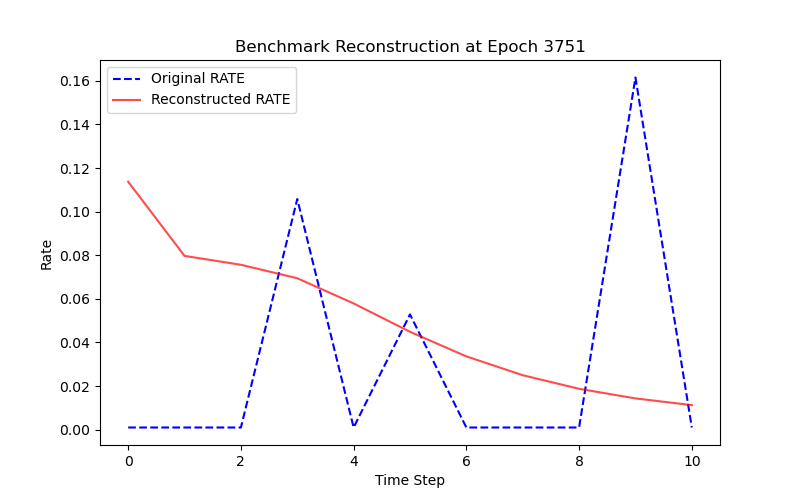 Benchmark Reconstruction at Epoch 3751
Original RATE
Reconstructed RATE
Rate
0.16
0.14
0.12
0.10
0.08
0.06
0.04
0.02
0.00
0 2 4 6 8 10
Time Step